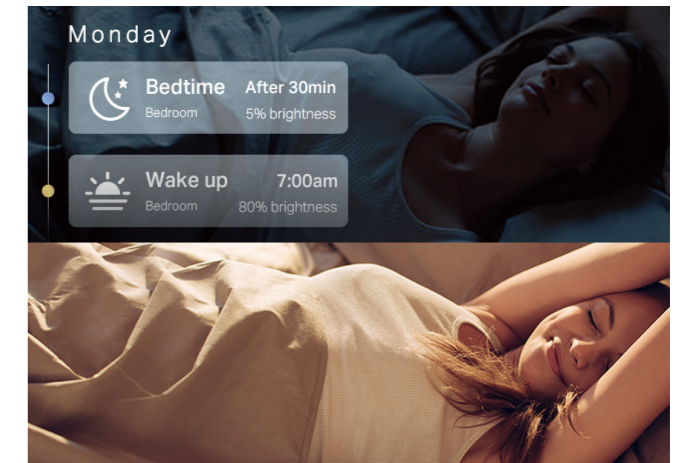 Monday
Bedtime After 30min
Bedroom 5% brightness
Wake up 7:00am
Bedroom 80% brightness